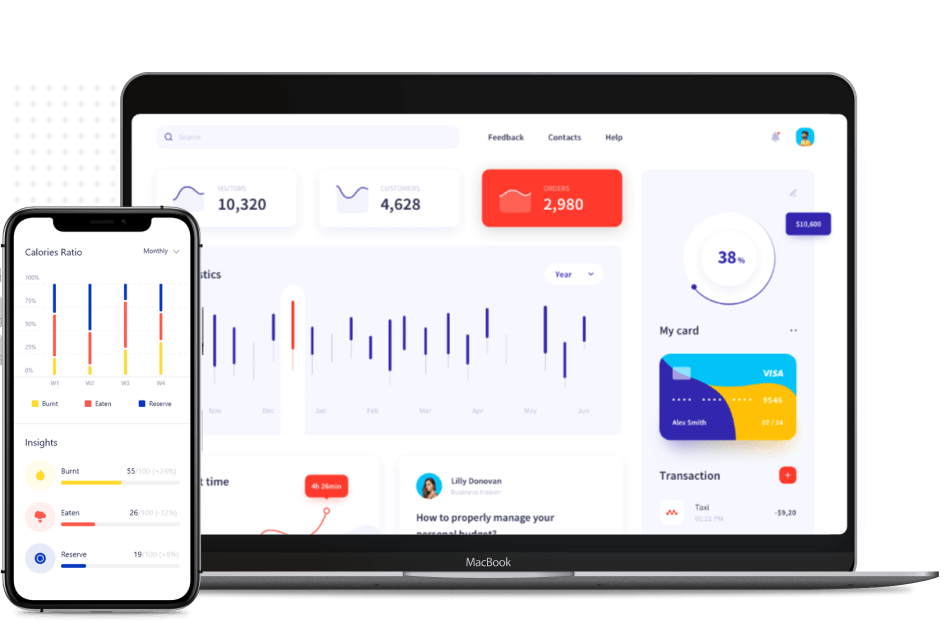 Search
Feedback
Contacts
Help
VISITORS
10,320
CUSTOMERS
4,628
ORDERS
2,980
$10,600
38%
stics
Year
Nov
Dec
Jan
Feb
Mar
Apr
May
Jun
My card
VISA
9546
Alex Smith
07 / 24
Transaction
+
Taxi
01:22 PM
-$9,20
t time
4h 26min
Lilly Donovan
Business trainer
How to properly manage your
personal budget?
MacBook
Calories Ratio
Monthly
100%
75%
50%
25%
0%
W1
W2
W3
W4
Burnt
Eaten
Reserve
Insights
Burnt
55/100 (+24%)
Eaten
26/100 (-12%)
Reserve
19/100 (+8%)